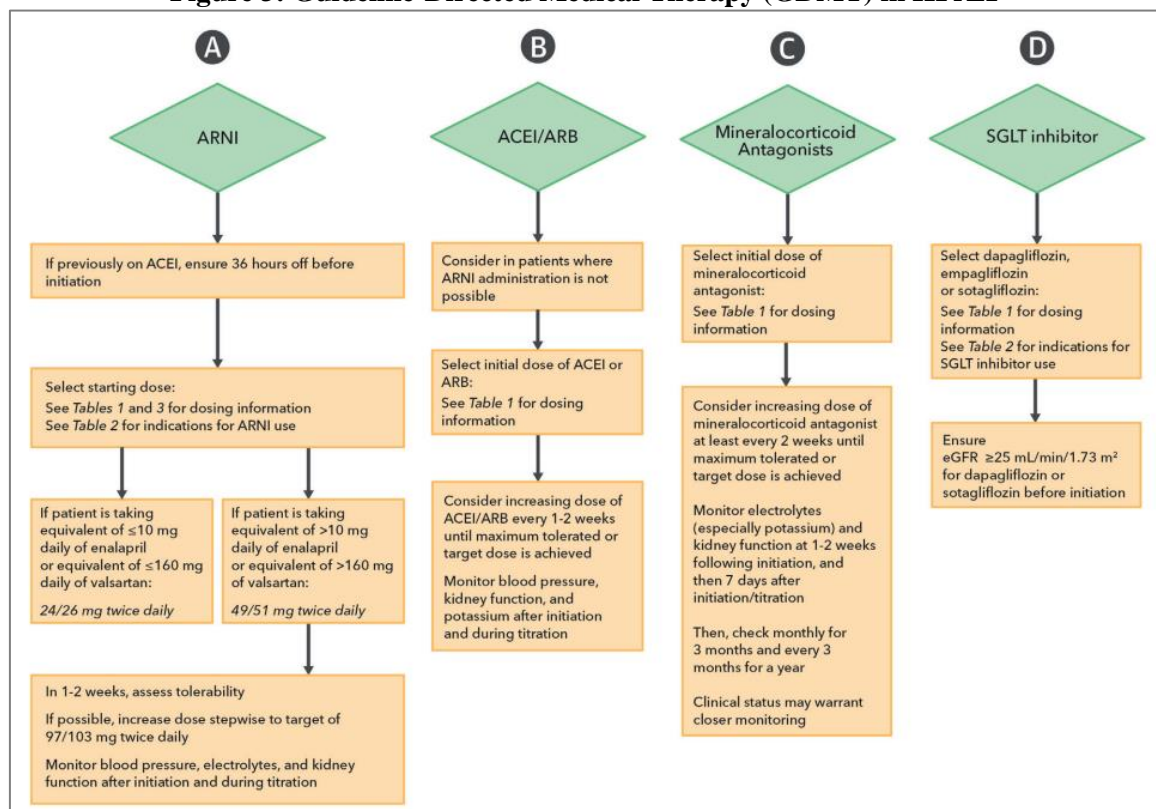 A
ARNI
If previously on ACEI, ensure 36 hours off before
initiation
Select starting dose:
See Tables 1 and 3 for dosing information
See Table 2 for indications for ARNI use
If patient is taking
equivalent of ≤10 mg
daily of enalapril
or equivalent of ≤160 mg
daily of valsartan:
24/26 mg twice daily
If patient is taking
equivalent of >10 mg
daily of enalapril
or equivalent of >160 mg
of valsartan:
49/51 mg twice daily
In 1-2 weeks, assess tolerability
If possible, increase dose stepwise to target of
97/103 mg twice daily
Monitor blood pressure, electrolytes, and kidney
function after initiation and during titration
B
ACEI/ARB
Consider in patients where
ARNI administration is not
possible
Select initial dose of ACEI or
ARB:
See Table 1 for dosing
information
Consider increasing dose of
ACEI/ARB every 1-2 weeks
until maximum tolerated or
target dose is achieved
Monitor blood pressure,
kidney function, and
potassium after initiation
and during titration
C
Mineralocorticoid
Antagonists
Select initial dose of
mineralocorticoid
antagonist:
See Table 1 for dosing
information
Consider increasing dose of
mineralocorticoid antagonist
at least every 2 weeks until
maximum tolerated or
target dose is achieved
Monitor electrolytes
(especially potassium) and
kidney function at 1-2 weeks
following initiation, and
then 7 days after
initiation/titration
Then, check monthly for
3 months and every 3
months for a year
Clinical status may warrant
closer monitoring
D
SGLT inhibitor
Select dapagliflozin,
empagliflozin
or sotagliflozin:
See Table 1 for dosing
information
See Table 2 for indications for
SGLT inhibitor use
Ensure
eGFR ≥25 mL/min/1.73 m²
for dapagliflozin or
sotagliflozin before initiation